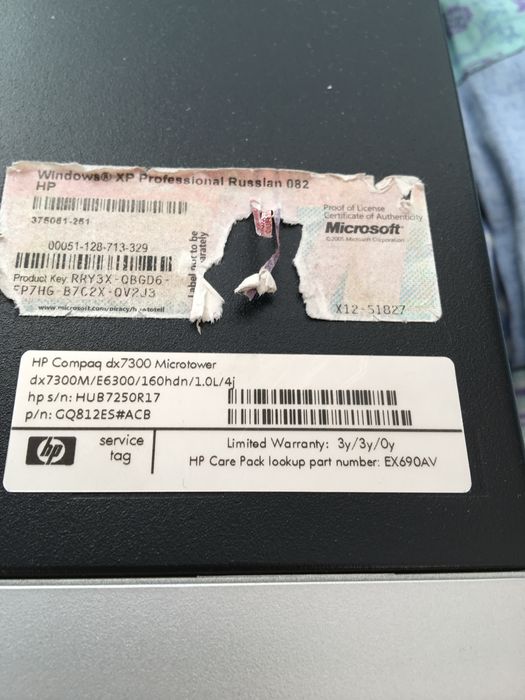 Windows® XP Professional Russian 082
HP
375081-251
00051-128-713-329
Product Key: RRY3X-QBGD6-
FP7HG-B7C2X-QV2J3
www.microsoft.com/piracy/howtotell
Label not to be
Proof of License
Certificate of Authenticity
Microsoft
©2005 Microsoft Corporation
X12-51827
HP Compaq dx7300 Microtower
dx7300M/E6300/160hdn/1.0L/4j
hp s/n: HUB7250R17
p/n: GQ812ES#ACB
hp
service
tag
Limited Warranty: 3y/3y/0y
HP Care Pack lookup part number: EX690AV